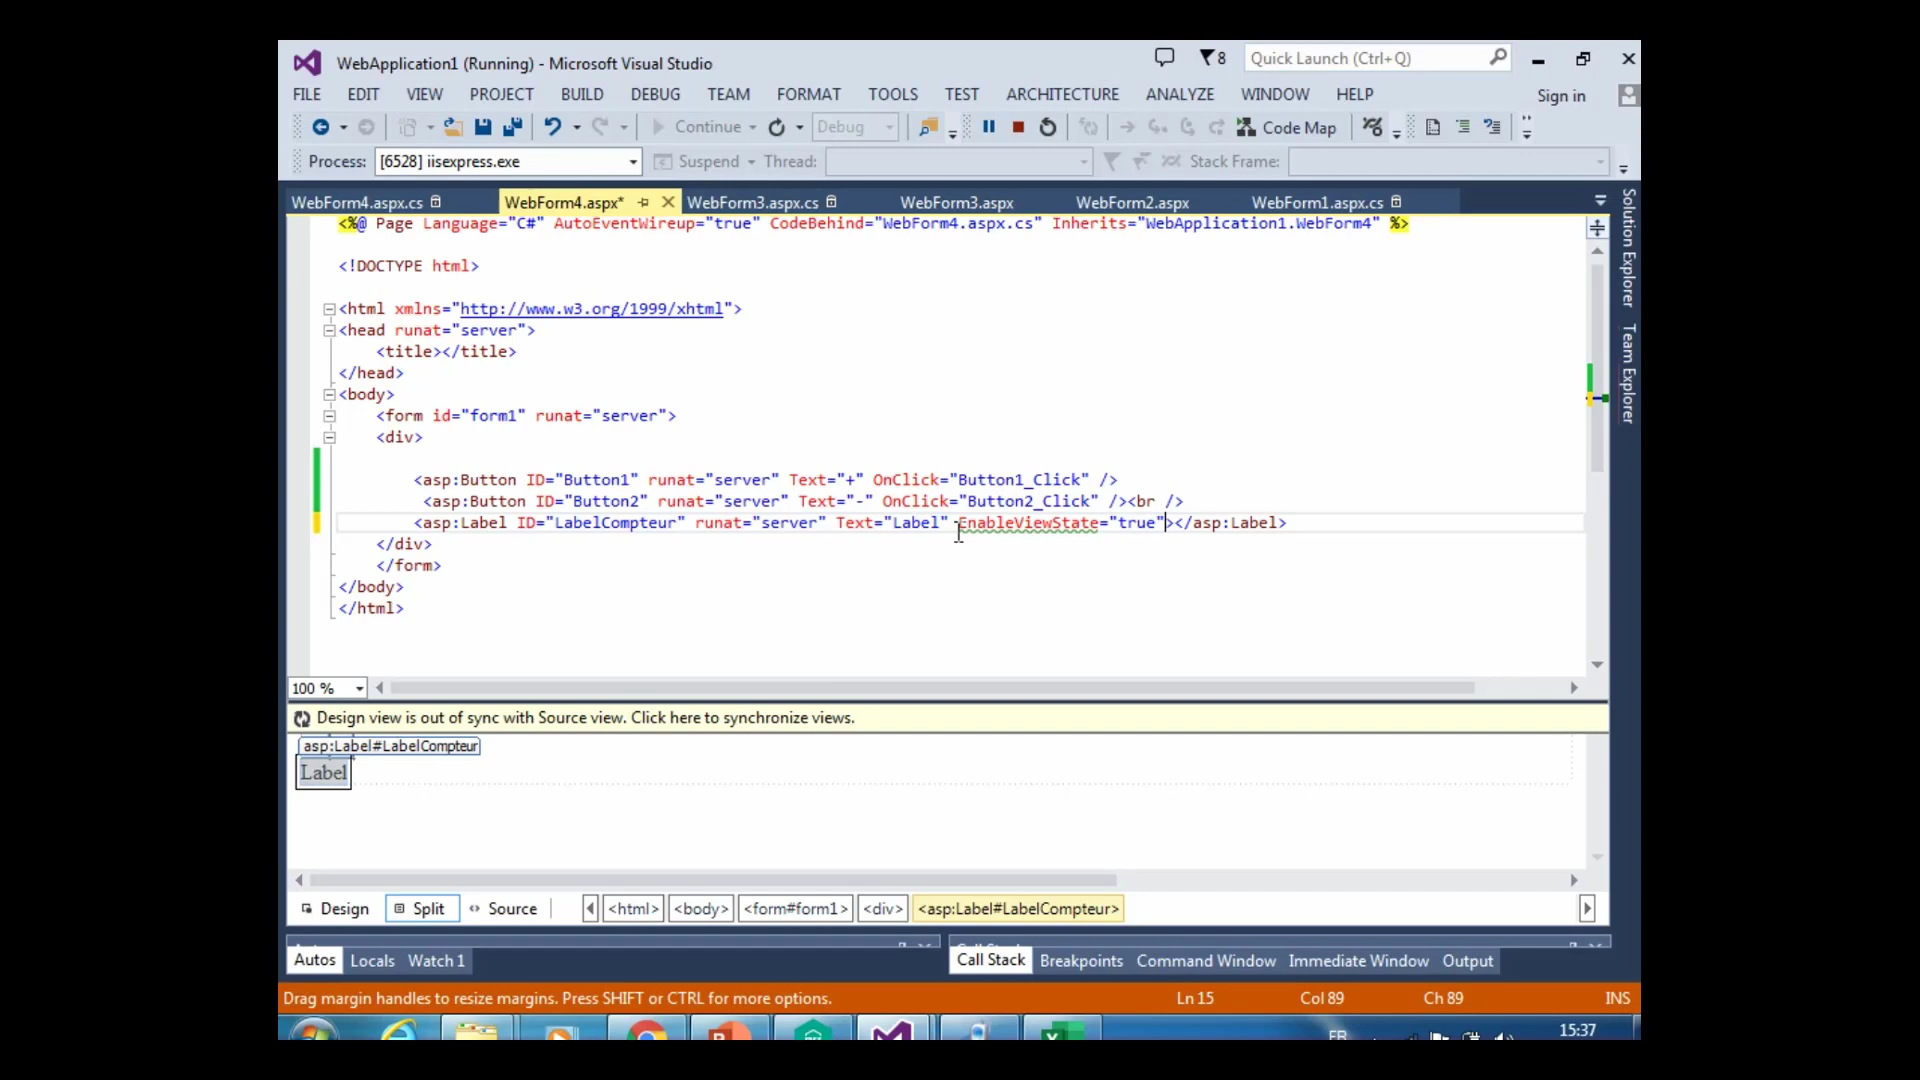 WebApplication1 (Running) - Microsoft Visual Studio
8
Quick Launch (Ctrl+Q)
FILE EDIT VIEW PROJECT BUILD DEBUG TEAM FORMAT TOOLS TEST ARCHITECTURE ANALYZE WINDOW HELP
Sign in
Continue Debug Code Map
Process: [6528] iisexpress.exe Suspend Thread: Stack Frame:
WebForm4.aspx.cs WebForm4.aspx* WebForm3.aspx.cs WebForm3.aspx WebForm2.aspx WebForm1.aspx.cs
Solution Explorer
Team Explorer
<%@ Page Language="C#" AutoEventWireup="true" CodeBehind="WebForm4.aspx.cs" Inherits="WebApplication1.WebForm4" %>
<!DOCTYPE html>
<html xmlns="http://www.w3.org/1999/xhtml">
<head runat="server">
<title></title>
</head>
<body>
<form id="form1" runat="server">
<div>
<asp:Button ID="Button1" runat="server" Text="+" OnClick="Button1_Click" />
<asp:Button ID="Button2" runat="server" Text="-" OnClick="Button2_Click" /><br />
<asp:Label ID="LabelCompteur" runat="server" Text="Label" EnableViewState="true"></asp:Label>
</div>
</form>
</body>
</html>
100 %
Design view is out of sync with Source view. Click here to synchronize views.
asp:Label#LabelCompteur
Label
Design Split Source <html> <body> <form#form1> <div> <asp:Label#LabelCompteur>
Autos Locals Watch 1
Call Stack Breakpoints Command Window Immediate Window Output
Drag margin handles to resize margins. Press SHIFT or CTRL for more options.
Ln 15 Col 89 Ch 89 INS
FR
15:37